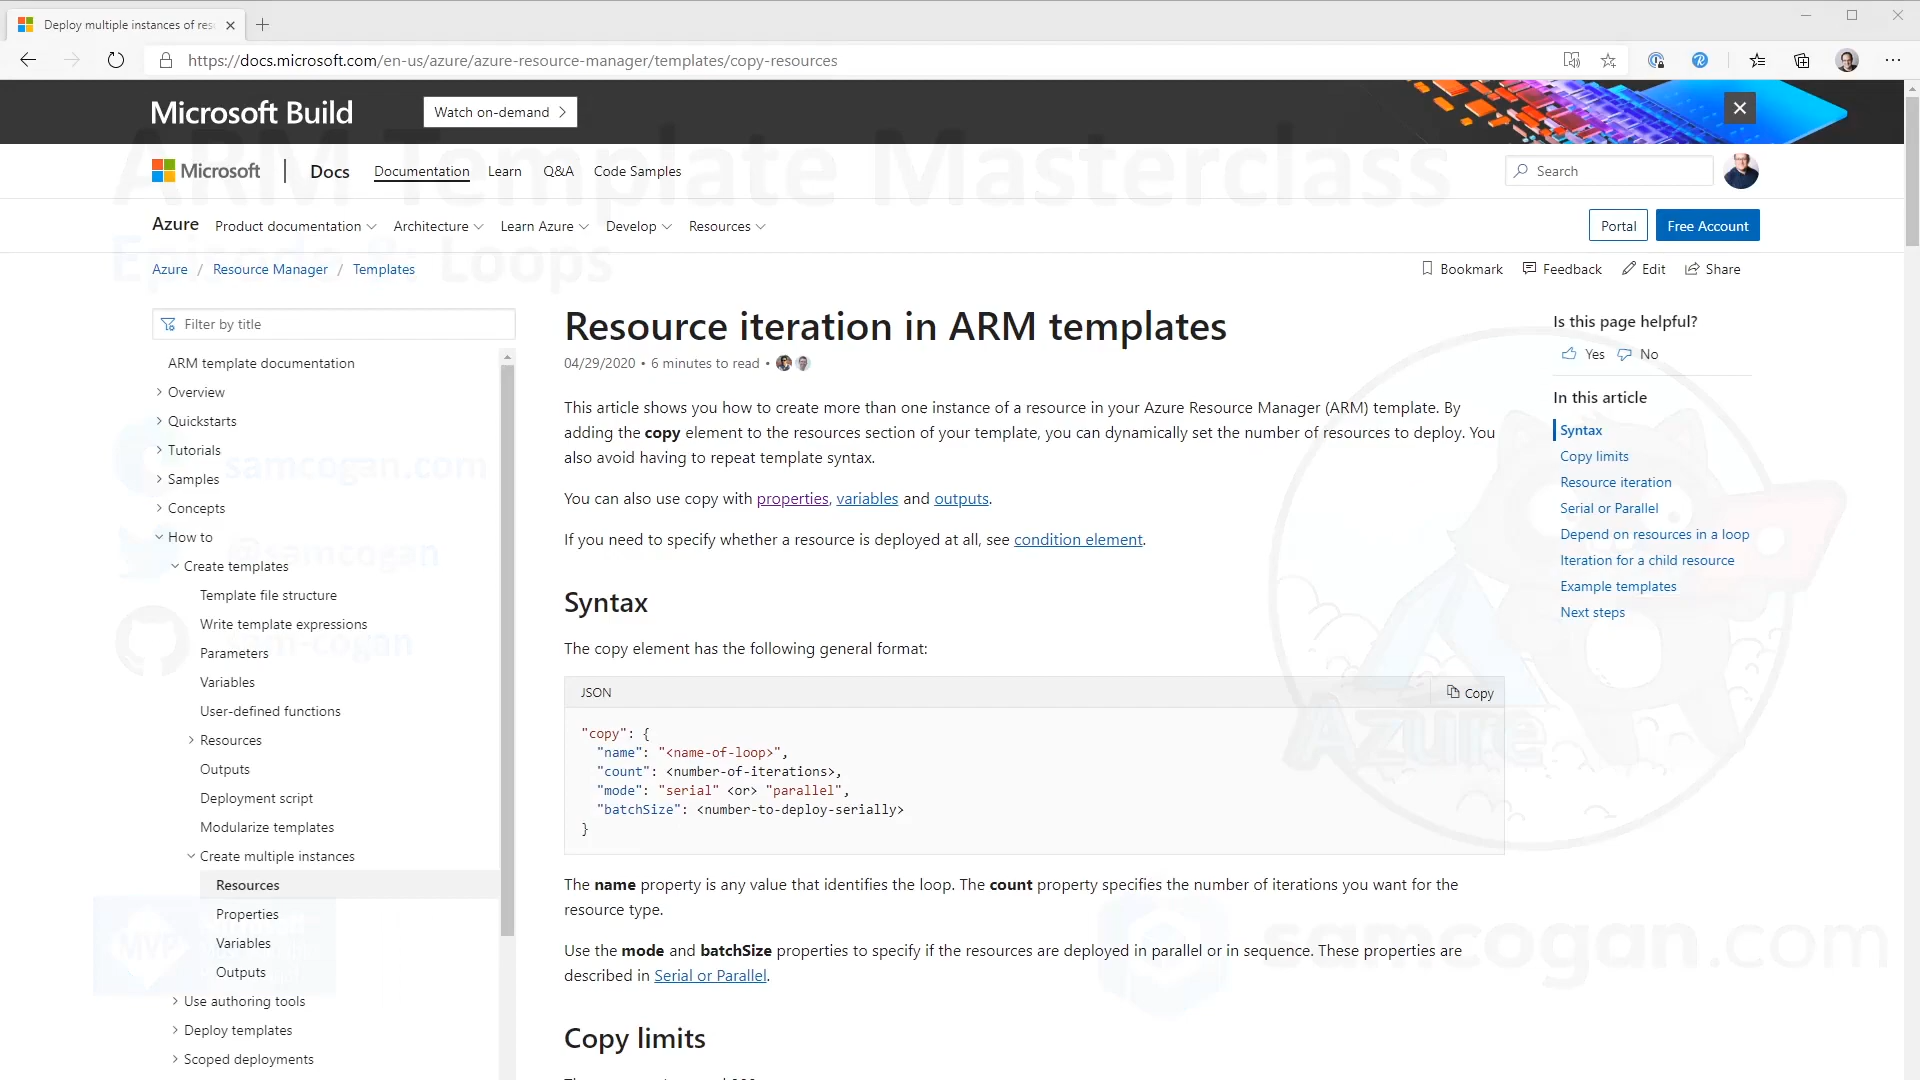 Deploy multiple instances of res
https://docs.microsoft.com/en-us/azure/azure-resource-manager/templates/copy-resources
Microsoft Build
Watch on-demand
Microsoft
Docs
Documentation
Learn
Q&A
Code Samples
Search
ARM Template Masterclass
Azure
Product documentation
Architecture
Learn Azure
Develop
Resources
Portal
Free Account
Loops
Azure / Resource Manager / Templates
Bookmark
Feedback
Edit
Share
Filter by title
ARM template documentation
Overview
Quickstarts
Tutorials
samcogan.com
Samples
Concepts
How to
@samcogan
Create templates
Template file structure
Write template expressions
Parameters
sam-cogan
Variables
User-defined functions
Resources
Outputs
Deployment script
Modularize templates
Create multiple instances
Resources
Properties
MVP
Variables
Outputs
Use authoring tools
Deploy templates
Scoped deployments
Resource iteration in ARM templates
04/29/2020 • 6 minutes to read •
This article shows you how to create more than one instance of a resource in your Azure Resource Manager (ARM) template. By
adding the copy element to the resources section of your template, you can dynamically set the number of resources to deploy. You
also avoid having to repeat template syntax.
You can also use copy with properties, variables and outputs.
If you need to specify whether a resource is deployed at all, see condition element.
Syntax
The copy element has the following general format:
JSON
Copy
"copy": {
"name": "<name-of-loop>",
"count": <number-of-iterations>,
"mode": "serial" <or> "parallel",
"batchSize": <number-to-deploy-serially>
}
The name property is any value that identifies the loop. The count property specifies the number of iterations you want for the
resource type.
Use the mode and batchSize properties to specify if the resources are deployed in parallel or in sequence. These properties are
described in Serial or Parallel.
Copy limits
Is this page helpful?
Yes
No
In this article
Syntax
Copy limits
Resource iteration
Serial or Parallel
Depend on resources in a loop
Iteration for a child resource
Example templates
Next steps
Azure
samcogan.com